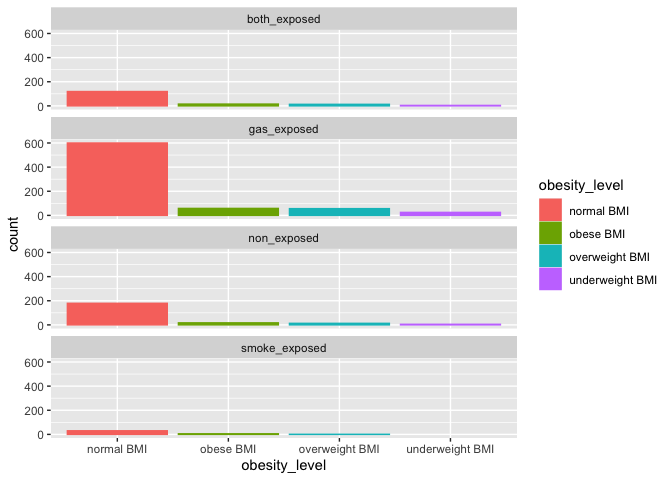 both_exposed
600
400
200
0
gas_exposed
600
400
200
0
non_exposed
600
400
200
0
smoke_exposed
600
400
200
0
count
normal BMI obese BMI overweight BMI underweight BMI
obesity_level
obesity_level
normal BMI
obese BMI
overweight BMI
underweight BMI